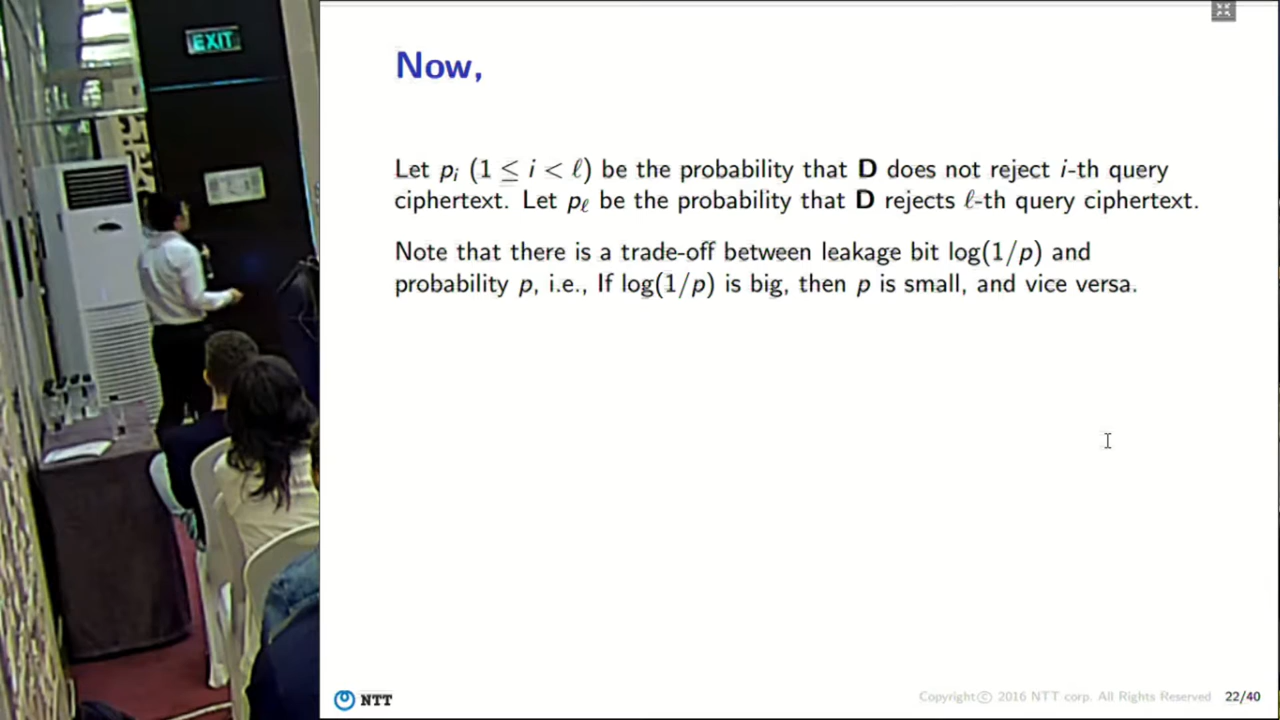 EXIT
Now,
Let pᵢ (1 ≤ i < ℓ) be the probability that D does not reject i-th query
ciphertext. Let p_ℓ be the probability that D rejects ℓ-th query ciphertext.
Note that there is a trade-off between leakage bit log(1/p) and
probability p, i.e., If log(1/p) is big, then p is small, and vice versa.
NTT
Copyright© 2016 NTT corp. All Rights Reserved 22/40